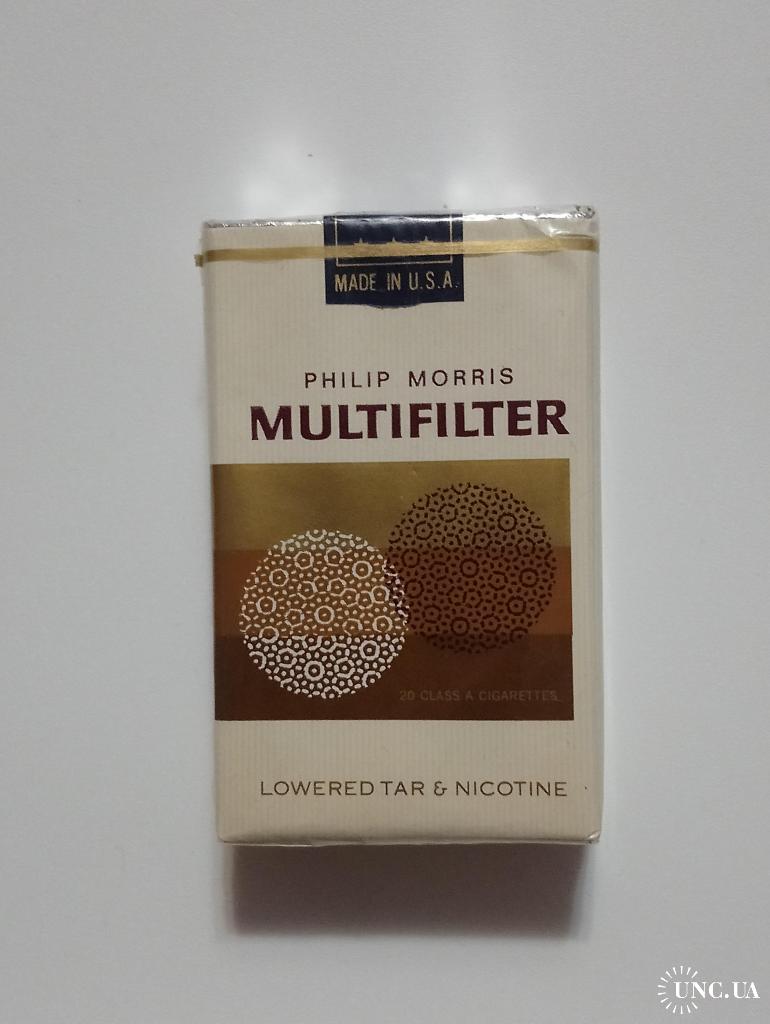 MADE IN U.S.A.
PHILIP MORRIS
MULTIFILTER
20 CLASS A CIGARETTES
LOWERED TAR & NICOTINE
UNC.UA